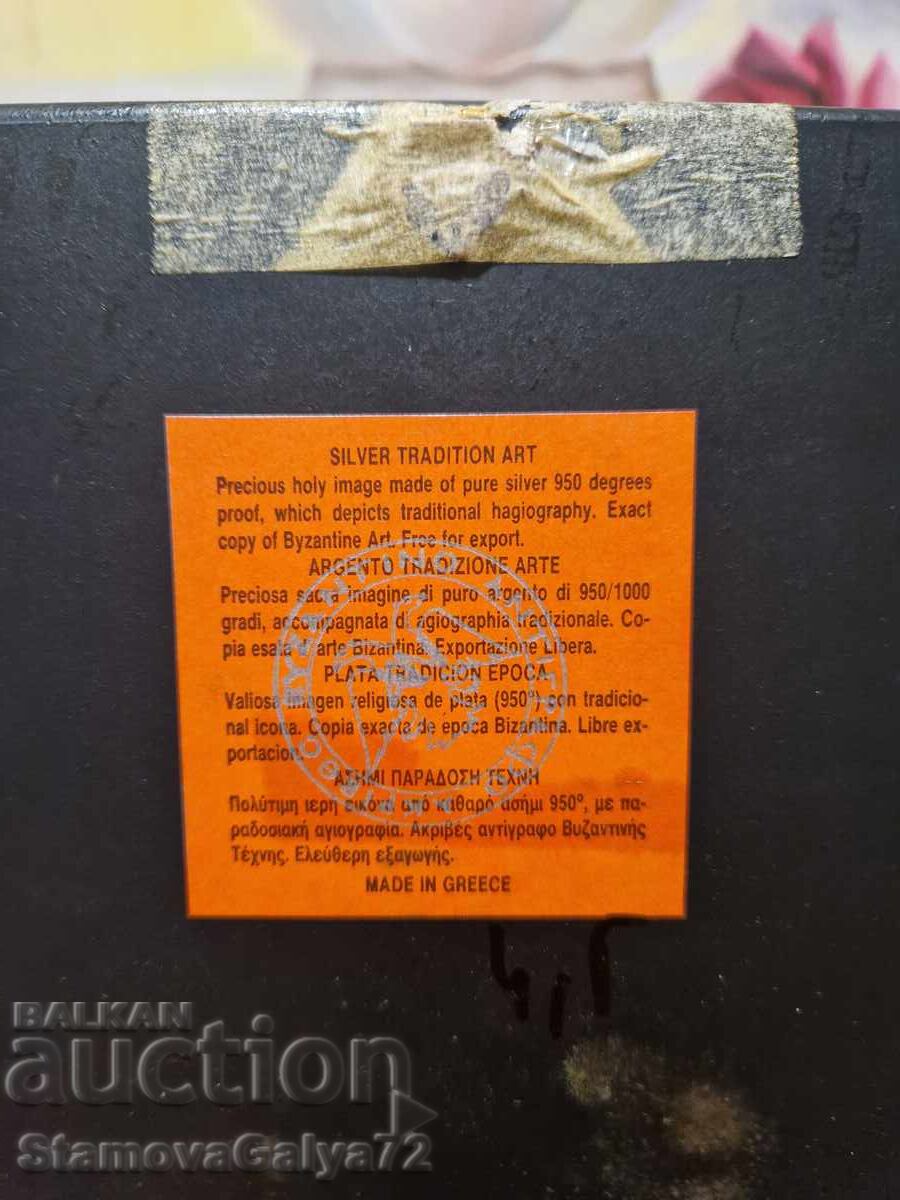 SILVER TRADITION ART
Precious holy image made of pure silver 950 degrees
proof, which depicts traditional hagiography. Exact
copy of Byzantine Art. Free for export.
ARGENTO TRADIZIONE ARTE
Preciosa sacra imagine di puro argento di 950/1000
gradi, accompagnata di agiographia tradizionale. Co-
pia esata d'arte Bizantina. Exportazione Libera.
PLATA TRADICION EPOCA
Valiosa imagen religiosa de plata (950º) con tradicio-
nal icona. Copia exacta de epoca Bizantina. Libre ex-
portacion.
ΑΣΗΜΙ ΠΑΡΑΔΟΣΗ ΤΕΧΝΗ
Πολύτιμη ιερη εικόνα από καθαρό ασήμι 950º, με πα-
ραδοσιακή αγιογραφία. Ακριβές αντίγραφο Βυζαντινής
Τέχνης. Ελεύθερη εξαγωγής.
MADE IN GREECE
BALKAN
auction
StamovaGalya72